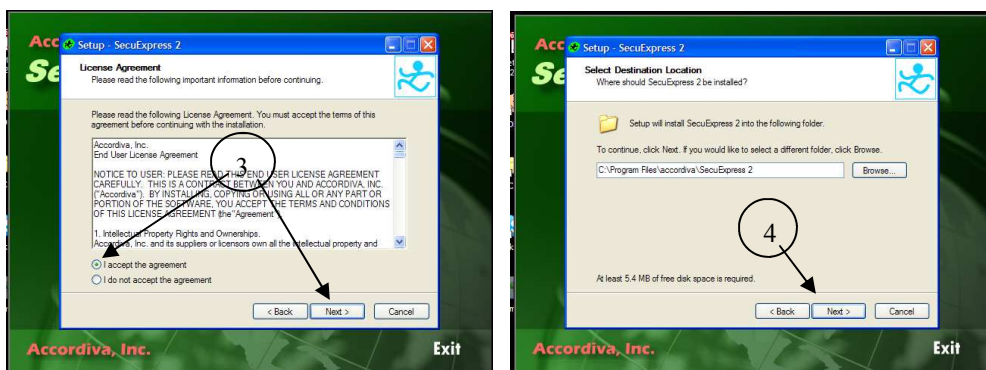 Acc
Se
Setup - SecuExpress 2
License Agreement
Please read the following important information before continuing.
Please read the following License Agreement. You must accept the terms of this
agreement before continuing with the installation.
Accordiva, Inc.
End User License Agreement
NOTICE TO USER: PLEASE READ THIS END USER LICENSE AGREEMENT
CAREFULLY. THIS IS A CONTRACT BETWEEN YOU AND ACCORDIVA, INC.
("Accordiva"). BY INSTALLING, COPYING OR USING ALL OR ANY PART OR
PORTION OF THE SOFTWARE, YOU ACCEPT THE TERMS AND CONDITIONS
OF THIS LICENSE AGREEMENT (the"Agreement
1. Intellectual Property Rights and Ownerships.
Accordiva, Inc. and its suppliers or licensors own all the intellectual property and
3
I accept the agreement
I do not accept the agreement
< Back Next > Cancel
Accordiva, Inc.
Exit
Acc
Se
Setup - SecuExpress 2
Select Destination Location
Where should SecuExpress 2 be installed?
Setup will install SecuExpress 2 into the following folder.
To continue, click Next. If you would like to select a different folder, click Browse.
C:\Program Files\accordiva\SecuExpress 2 Browse...
4
At least 5.4 MB of free disk space is required.
< Back Next > Cancel
Accordiva, Inc.
Exit